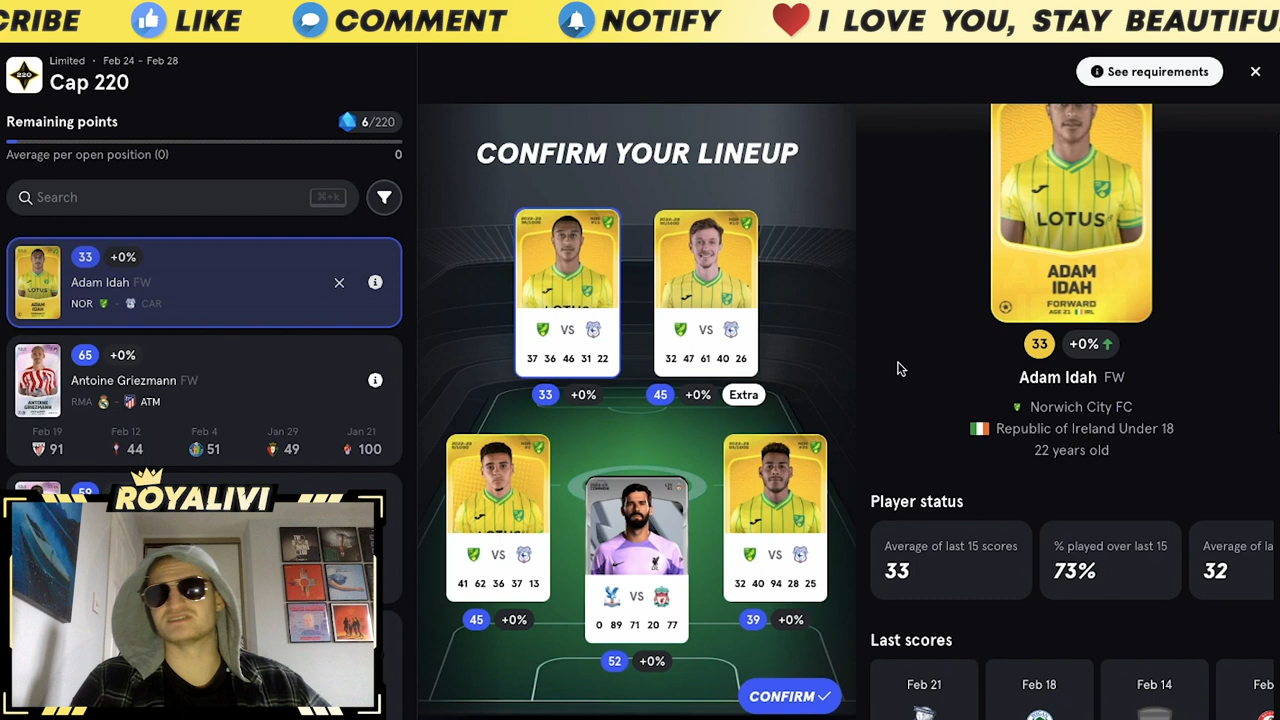 CRIBE LIKE COMMENT NOTIFY I LOVE YOU, STAY BEAUTIFU
220
Limited · Feb 24 - Feb 28
Cap 220
See requirements
Remaining points
6/220
Average per open position (0)
0
Search
⌘+k
33 +0%
Adam Idah FW
NOR - CAR
65 +0%
Antoine Griezmann FW
RMA - ATM
Feb 19 Feb 12 Feb 4 Jan 29 Jan 21
91 44 51 49 100
59
ROYALIVI
CONFIRM YOUR LINEUP
LOTUS
VS
37 36 46 31 22
33 +0%
VS
32 47 61 40 26
45 +0% Extra
VS
41 62 36 37 13
45 +0%
VS
0 89 71 20 77
52 +0%
VS
32 40 94 28 25
39 +0%
CONFIRM
LOTUS
ADAM
IDAH
FORWARD
AGE 21 IRL
33 +0%
Adam Idah FW
Norwich City FC
Republic of Ireland Under 18
22 years old
Player status
Average of last 15 scores
33
% played over last 15
73%
Average of la
32
Last scores
Feb 21
Feb 18
Feb 14
Feb